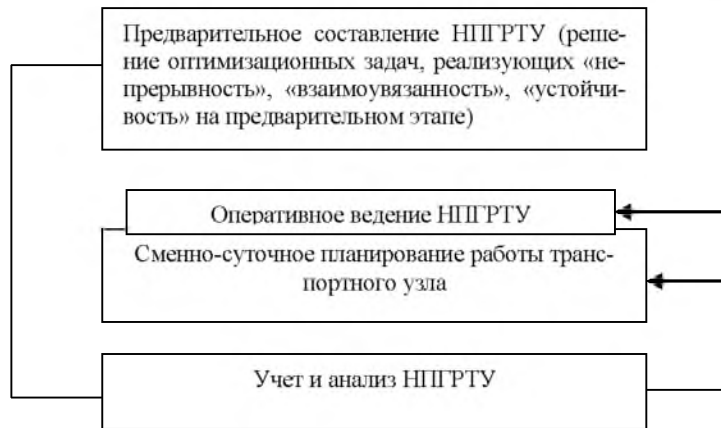 Предварительное составление НПГРТУ (реше-
ние оптимизационных задач, реализующих «не-
прерывность», «взаимоувязанность», «устойчи-
вость» на предварительном этапе)
Оперативное ведение НПГРТУ
Сменно-суточное планирование работы транс-
портного узла
Учет и анализ НПГРТУ